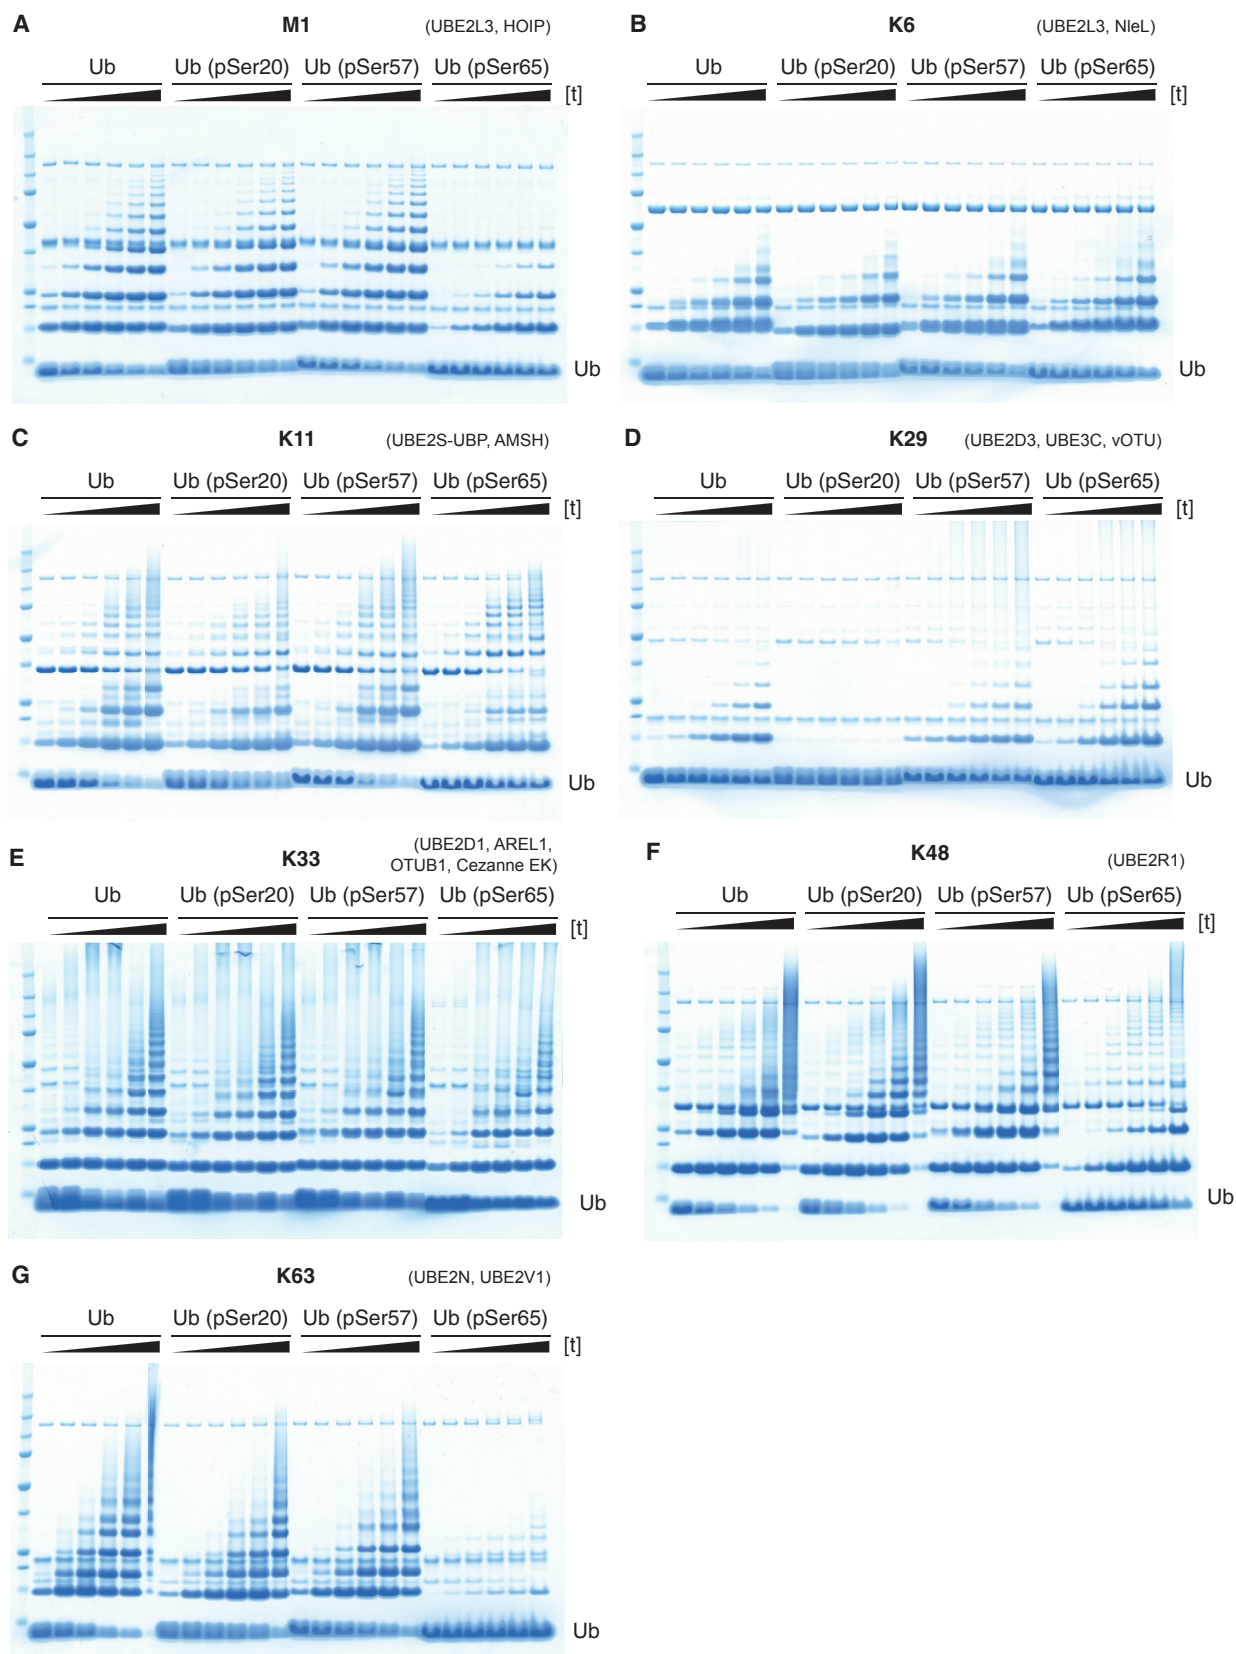 A M1 (UBE2L3, HOIP)
Ub Ub (pSer20) Ub (pSer57) Ub (pSer65)
[t]
Ub
B K6 (UBE2L3, NleL)
Ub Ub (pSer20) Ub (pSer57) Ub (pSer65)
[t]
Ub
C K11 (UBE2S-UBP, AMSH)
Ub Ub (pSer20) Ub (pSer57) Ub (pSer65)
[t]
Ub
D K29 (UBE2D3, UBE3C, vOTU)
Ub Ub (pSer20) Ub (pSer57) Ub (pSer65)
[t]
Ub
E K33 (UBE2D1, AREL1,
OTUB1, Cezanne EK)
Ub Ub (pSer20) Ub (pSer57) Ub (pSer65)
[t]
Ub
F K48 (UBE2R1)
Ub Ub (pSer20) Ub (pSer57) Ub (pSer65)
[t]
Ub
G K63 (UBE2N, UBE2V1)
Ub Ub (pSer20) Ub (pSer57) Ub (pSer65)
[t]
Ub